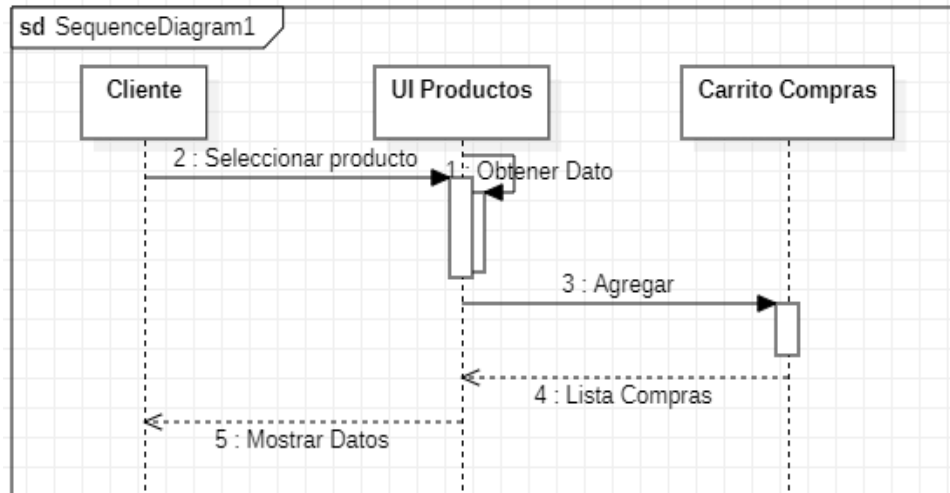 sd SequenceDiagram1
Cliente
UI Productos
Carrito Compras
2 : Seleccionar producto
1 : Obtener Dato
3 : Agregar
4 : Lista Compras
5 : Mostrar Datos